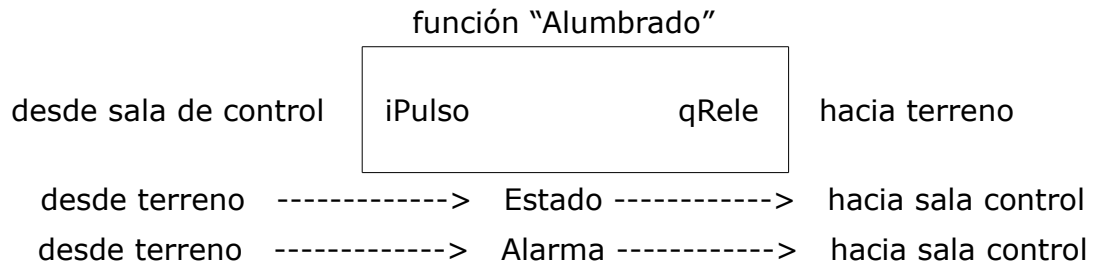 función “Alumbrado”
desde sala de control iPulso qRele hacia terreno
desde terreno -------------> Estado ------------> hacia sala control
desde terreno -------------> Alarma ------------> hacia sala control